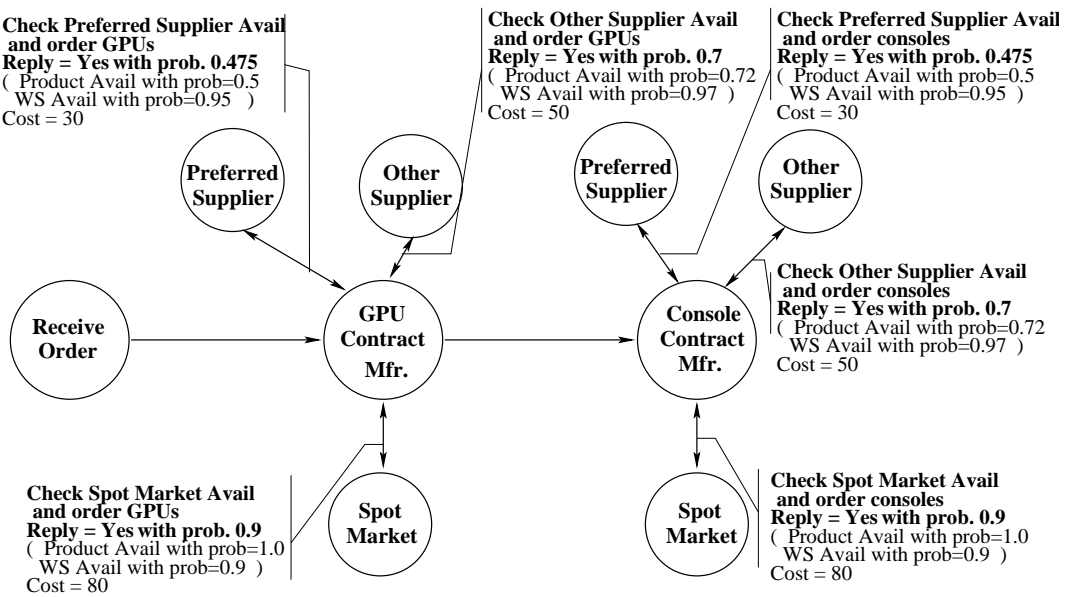 Check Preferred Supplier Avail
and order GPUs
Reply = Yes with prob. 0.475
( Product Avail with prob=0.5
WS Avail with prob=0.95 )
Cost = 30
Check Other Supplier Avail
and order GPUs
Reply = Yes with prob. 0.7
( Product Avail with prob=0.72
WS Avail with prob=0.97 )
Cost = 50
Check Preferred Supplier Avail
and order consoles
Reply = Yes with prob. 0.475
( Product Avail with prob=0.5
WS Avail with prob=0.95 )
Cost = 30
Preferred
Supplier
Other
Supplier
Preferred
Supplier
Other
Supplier
Receive
Order
GPU
Contract
Mfr.
Console
Contract
Mfr.
Check Other Supplier Avail
and order consoles
Reply = Yes with prob. 0.7
( Product Avail with prob=0.72
WS Avail with prob=0.97 )
Cost = 50
Check Spot Market Avail
and order GPUs
Reply = Yes with prob. 0.9
( Product Avail with prob=1.0
WS Avail with prob=0.9 )
Cost = 80
Spot
Market
Spot
Market
Check Spot Market Avail
and order consoles
Reply = Yes with prob. 0.9
( Product Avail with prob=1.0
WS Avail with prob=0.9 )
Cost = 80